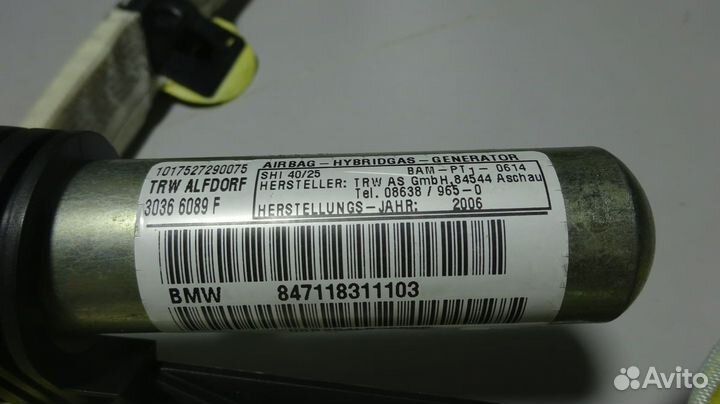 1017527290075
TRW ALFDORF
3036 6089 F
AIRBAG-HYBRIDGAS-GENERATOR
SHI 40/25 BAM-PT1-0614
HERSTELLER: TRW AS GmbH,84544 Aschau
Tel. 08638/965-0
HERSTELLUNGS-JAHR: 2006
BMW 847118311103
Avito